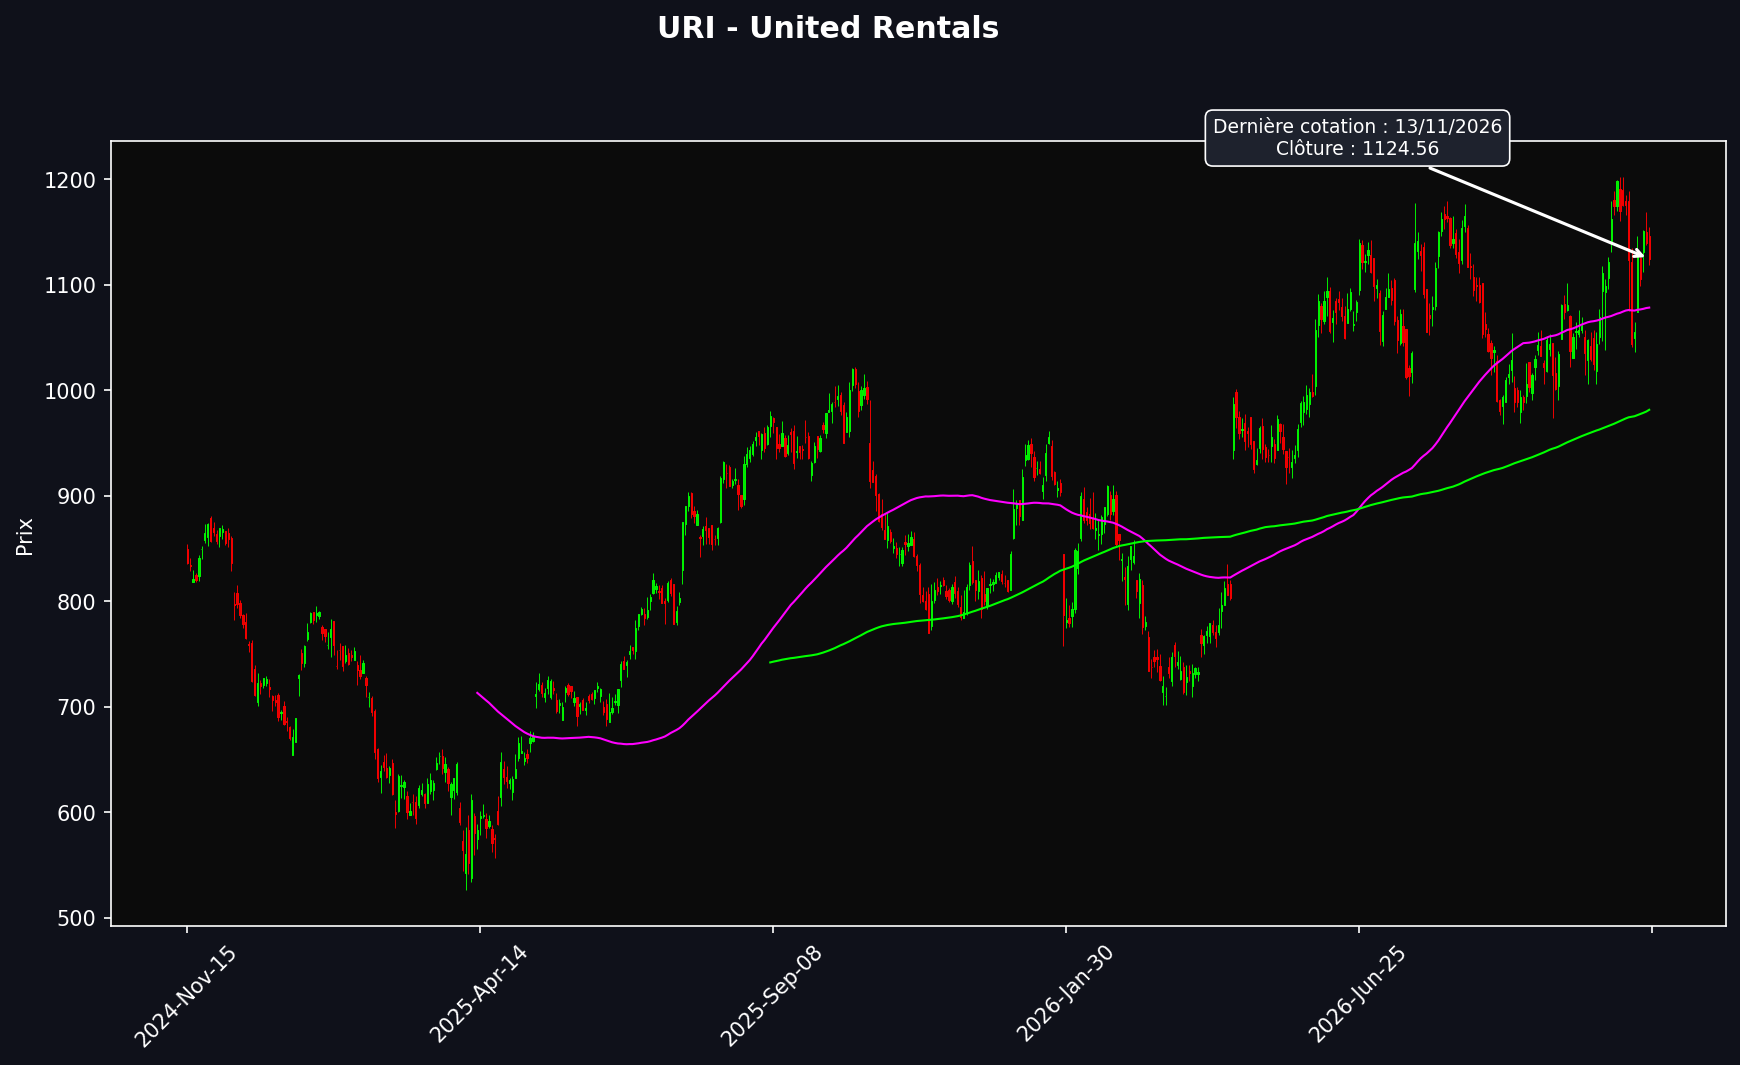 URI - United Rentals
Dernière cotation : 13/11/2026
Clôture : 1124.56
Prix
1200
1100
1000
900
800
700
600
500
2024-Nov-15
2025-Apr-14
2025-Sep-08
2026-Jan-30
2026-Jun-25